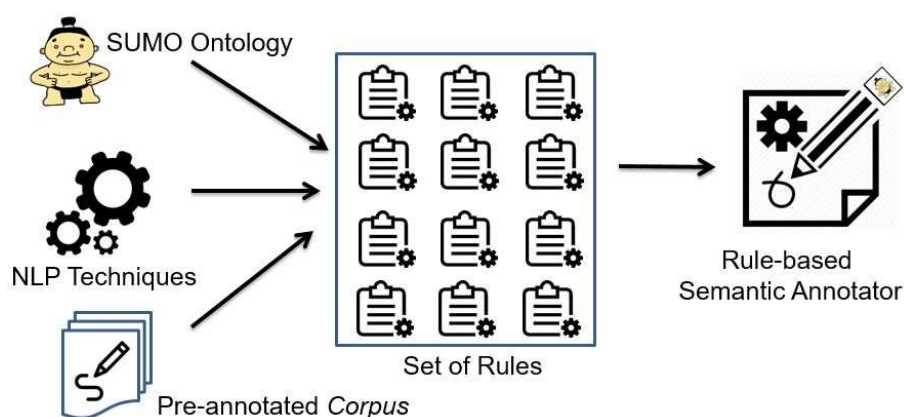 SUMO Ontology
NLP Techniques
Pre-annotated Corpus
Set of Rules
Rule-based
Semantic Annotator